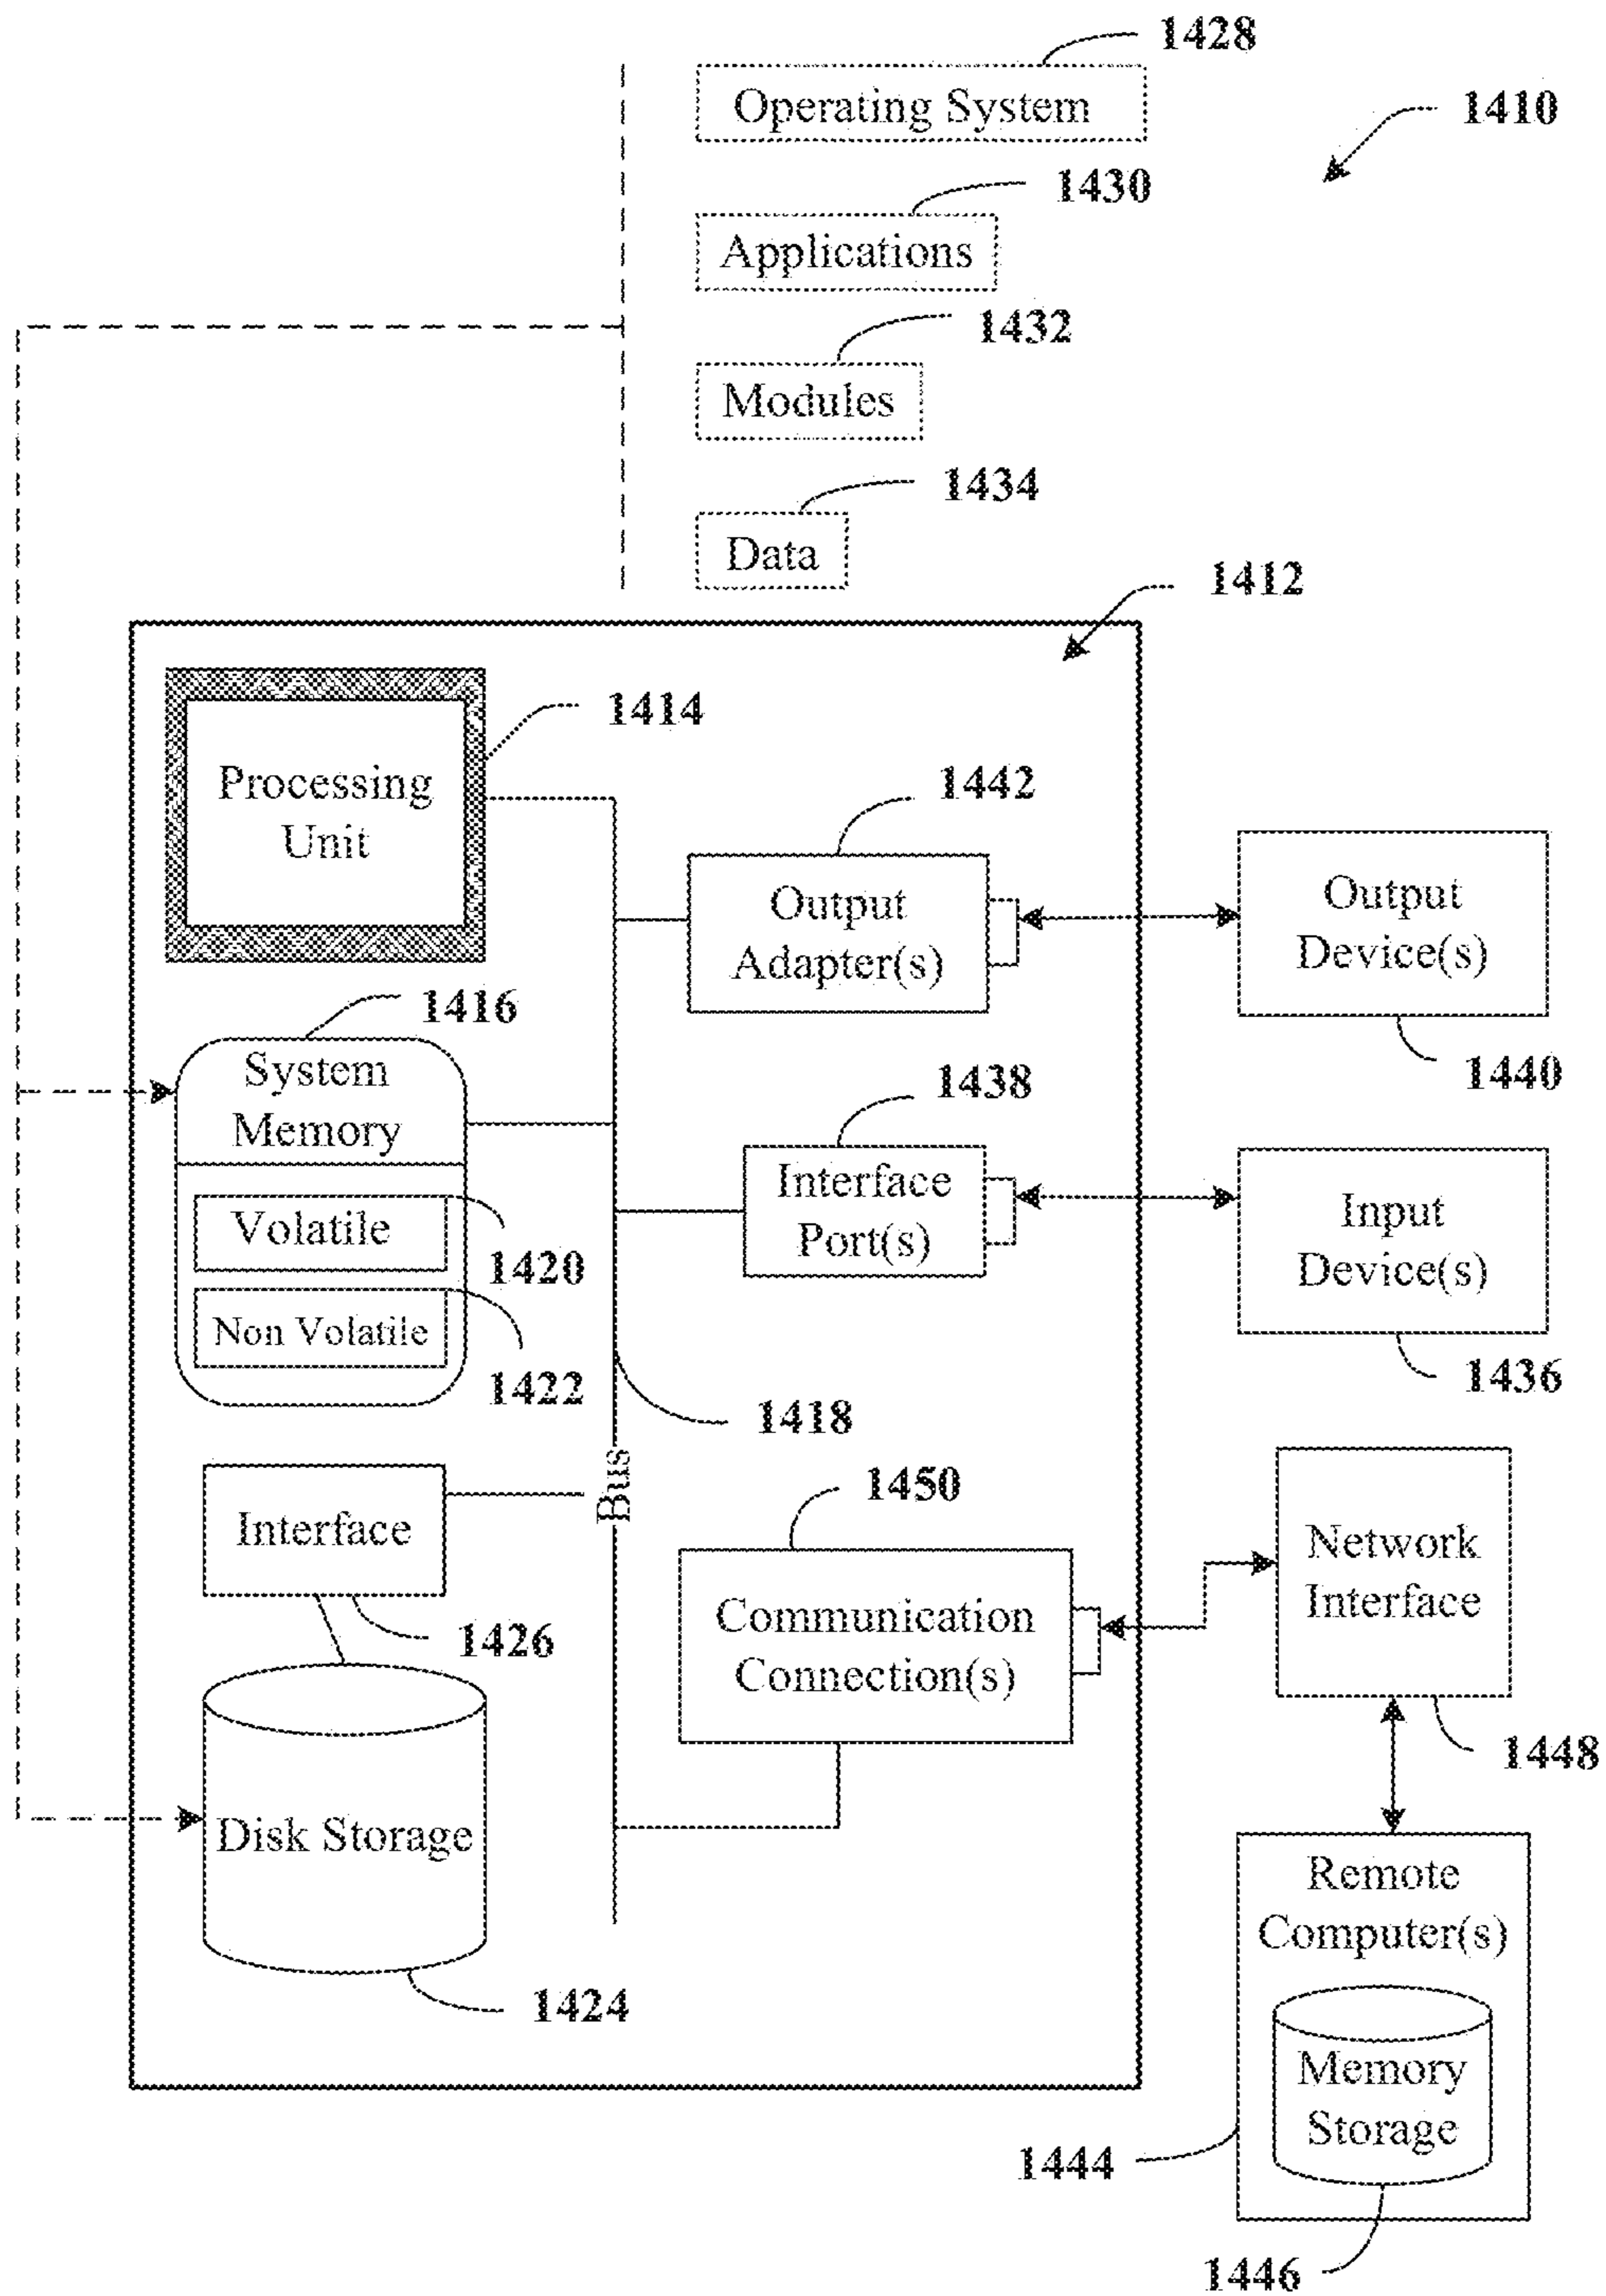 1428
Operating System
1410
1430
Applications
1432
Modules
1434
Data
1412
1414
Processing
Unit
1442
Output
Adapter(s)
Output
Device(s)
1440
1416
System
Memory
1438
Interface
Port(s)
Input
Device(s)
1436
Volatile
1420
Non Volatile
1422
1418
Bus
1450
Interface
1426
Communication
Connection(s)
Network
Interface
1448
Disk Storage
1424
Remote
Computer(s)
Memory
Storage
1444
1446